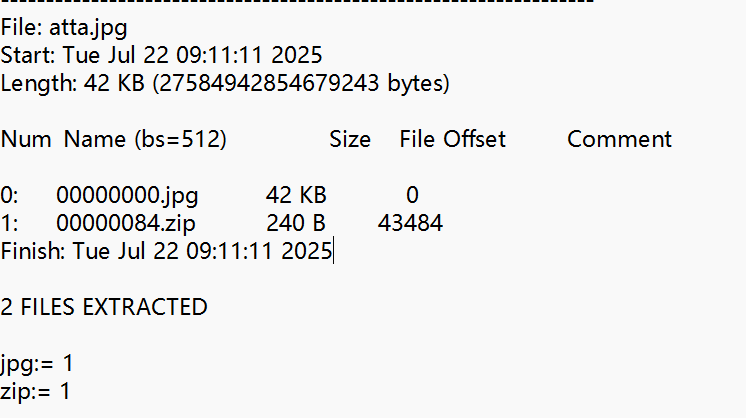 ------------------------------------------------------------------
File: atta.jpg
Start: Tue Jul 22 09:11:11 2025
Length: 42 KB (27584942854679243 bytes)
Num Name (bs=512) Size File Offset Comment
0: 00000000.jpg 42 KB 0
1: 00000084.zip 240 B 43484
Finish: Tue Jul 22 09:11:11 2025
2 FILES EXTRACTED
jpg:= 1
zip:= 1